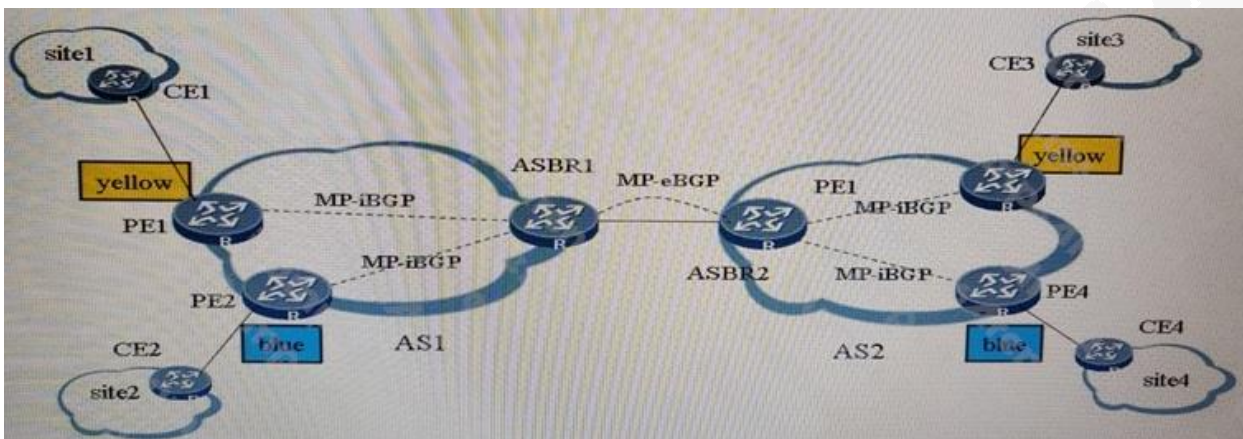 site1
CE1
yellow
PE1
MP-iBGP
ASBR1
MP-iBGP
PE2
blue
AS1
CE2
site2
MP-eBGP
site3
CE3
yellow
PE1
MP-iBGP
ASBR2
MP-iBGP
PE4
AS2
blue
CE4
site4
R
R
R
R
R
R